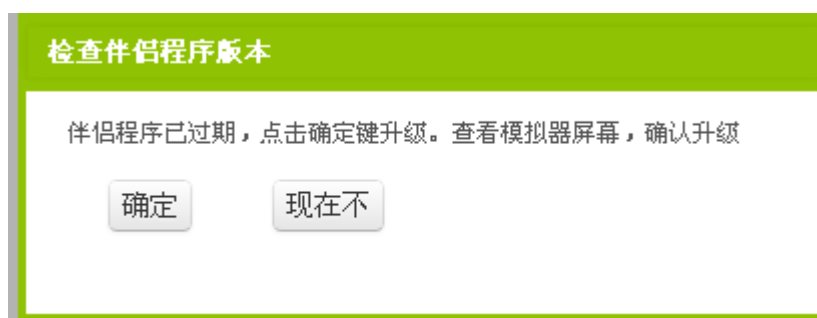 检查伴侣程序版本
伴侣程序已过期，点击确定键升级。查看模拟器屏幕，确认升级
确定
现在不